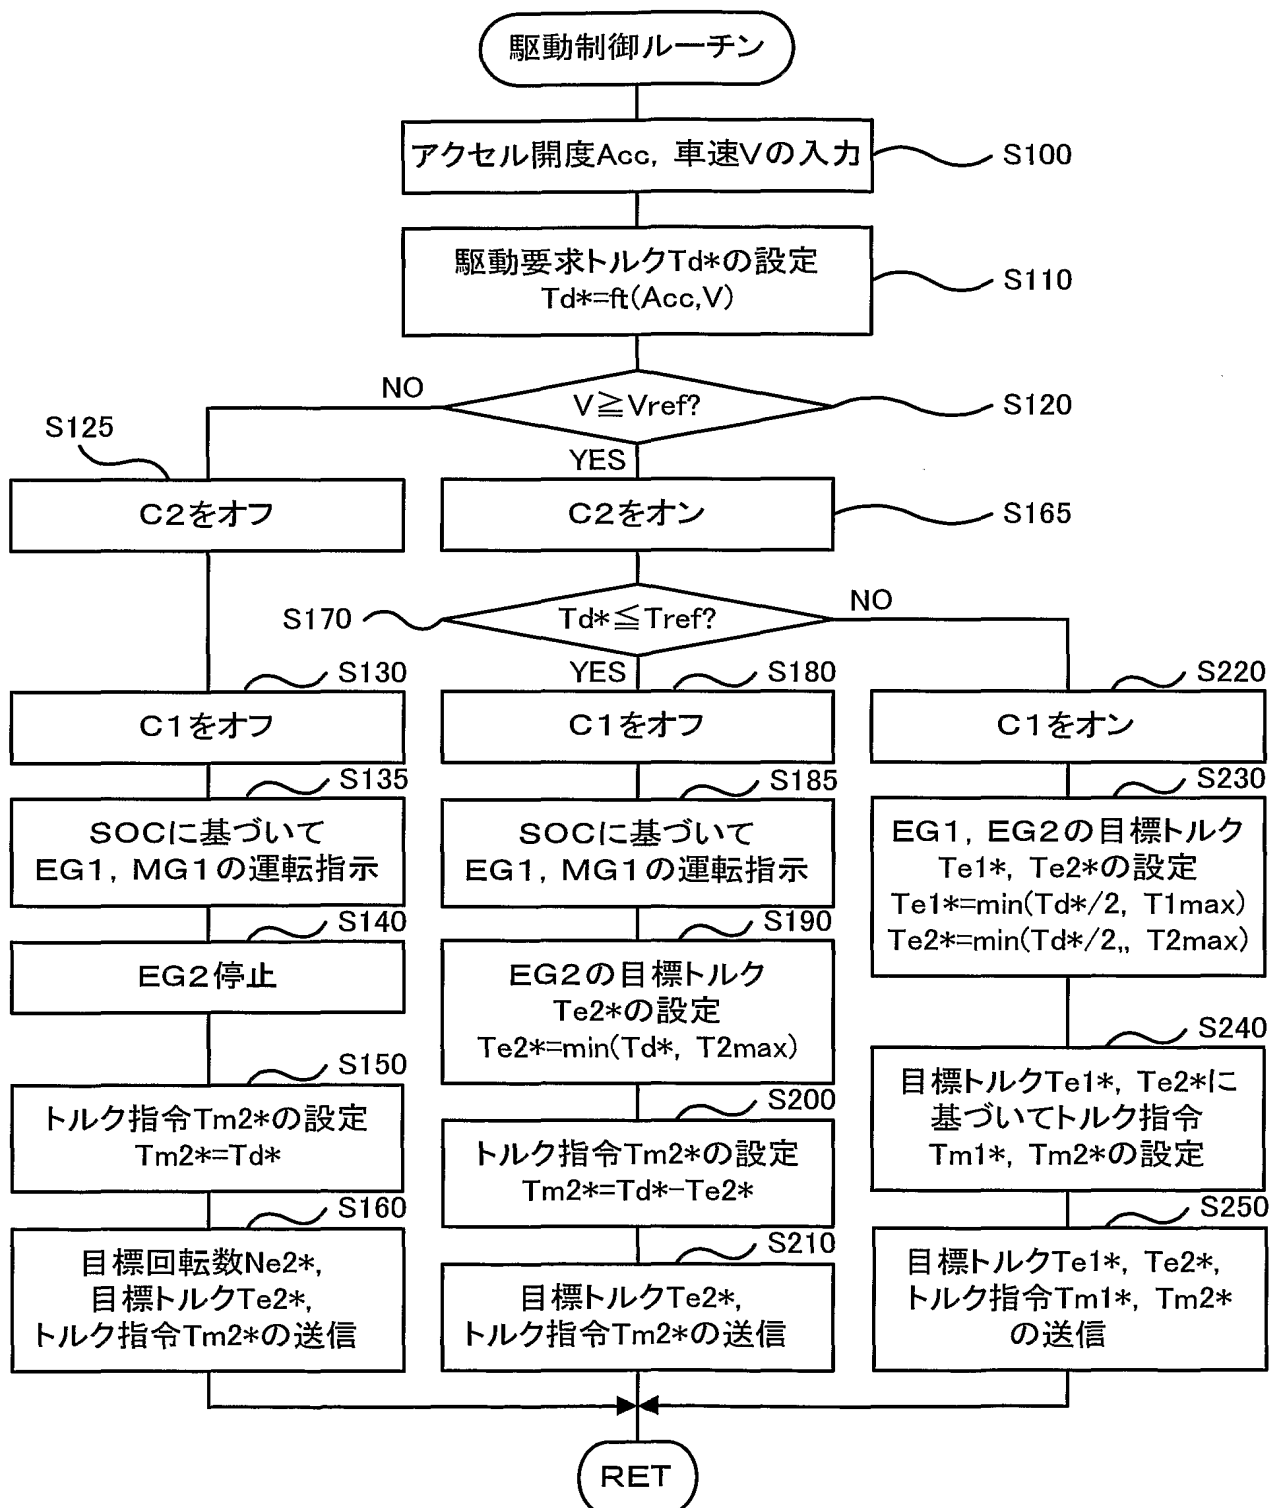 駆動制御ルーチン
アクセル開度Acc, 車速Vの入力
S100
駆動要求トルクTd*の設定
Td*=ft(Acc,V)
S110
NO
V≧Vref?
S120
S125
YES
C2をオフ
C2をオン
S165
S170
Td*≦Tref?
NO
YES
S130
C1をオフ
S135
SOCに基づいて
EG1, MG1の運転指示
S140
EG2停止
S150
トルク指令Tm2*の設定
Tm2*=Td*
S160
目標回転数Ne2*,
目標トルクTe2*,
トルク指令Tm2*の送信
S180
C1をオフ
S185
SOCに基づいて
EG1, MG1の運転指示
S190
EG2の目標トルク
Te2*の設定
Te2*=min(Td*, T2max)
S200
トルク指令Tm2*の設定
Tm2*=Td*-Te2*
S210
目標トルクTe2*,
トルク指令Tm2*の送信
S220
C1をオン
S230
EG1, EG2の目標トルク
Te1*, Te2*の設定
Te1*=min(Td*/2, T1max)
Te2*=min(Td*/2,, T2max)
S240
目標トルクTe1*, Te2*に
基づいてトルク指令
Tm1*, Tm2*の設定
S250
目標トルクTe1*, Te2*,
トルク指令Tm1*, Tm2*
の送信
RET